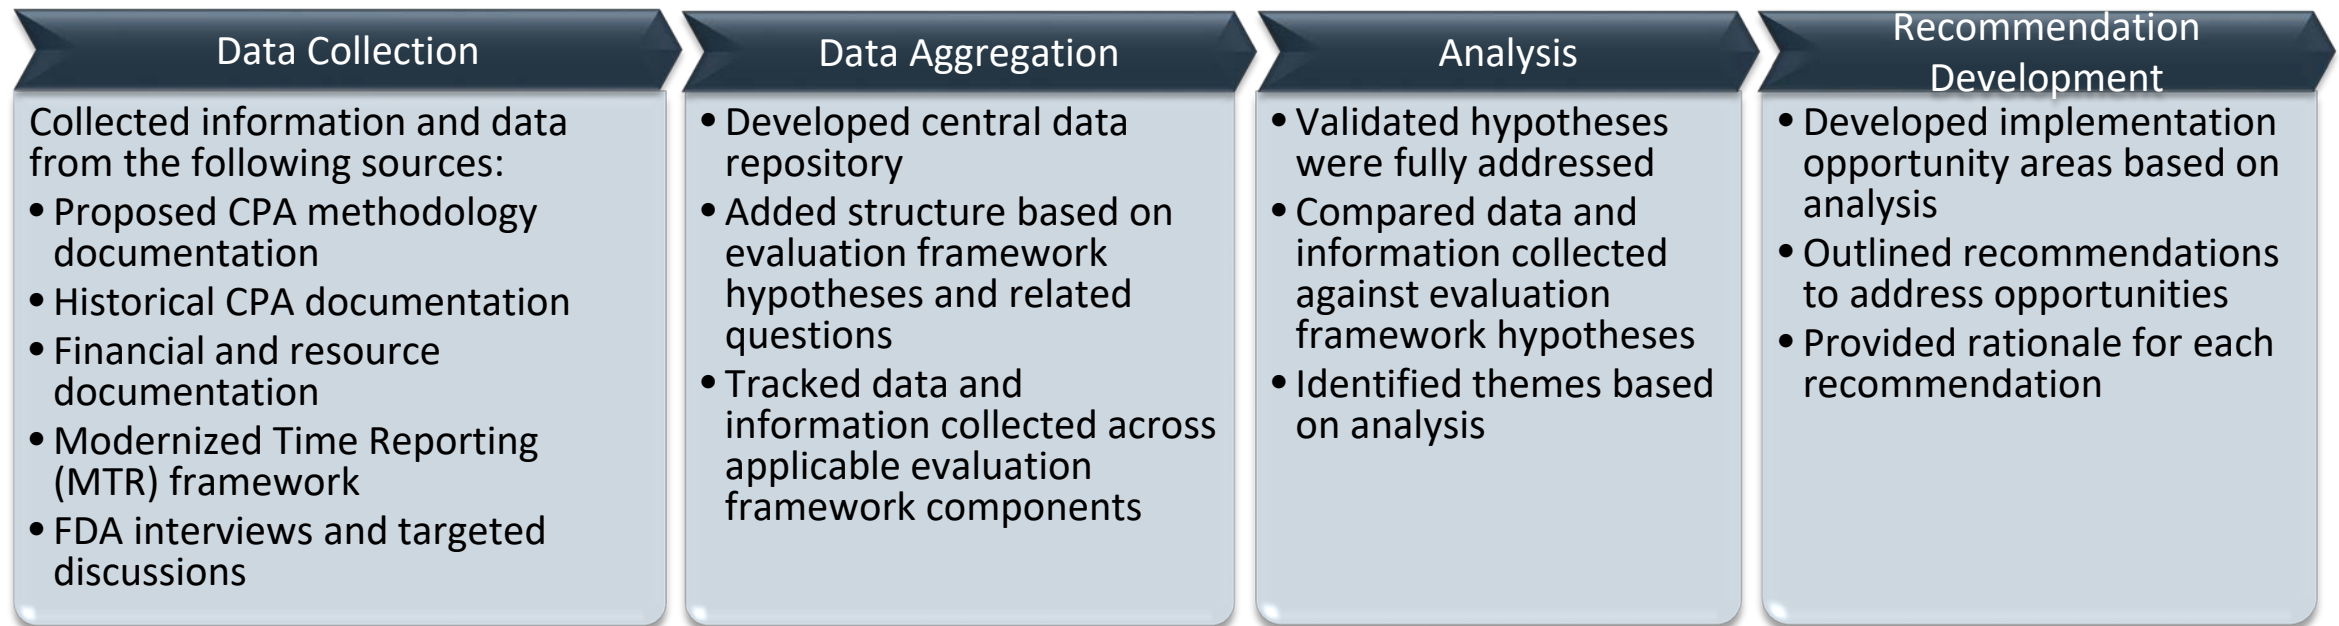 Data Collection
Collected information and data
from the following sources:
• Proposed CPA methodology
documentation
• Historical CPA documentation
• Financial and resource
documentation
• Modernized Time Reporting
(MTR) framework
• FDA interviews and targeted
discussions
Data Aggregation
• Developed central data
repository
• Added structure based on
evaluation framework
hypotheses and related
questions
• Tracked data and
information collected across
applicable evaluation
framework components
Analysis
• Validated hypotheses
were fully addressed
• Compared data and
information collected
against evaluation
framework hypotheses
• Identified themes based
on analysis
Recommendation
Development
• Developed implementation
opportunity areas based on
analysis
• Outlined recommendations
to address opportunities
• Provided rationale for each
recommendation